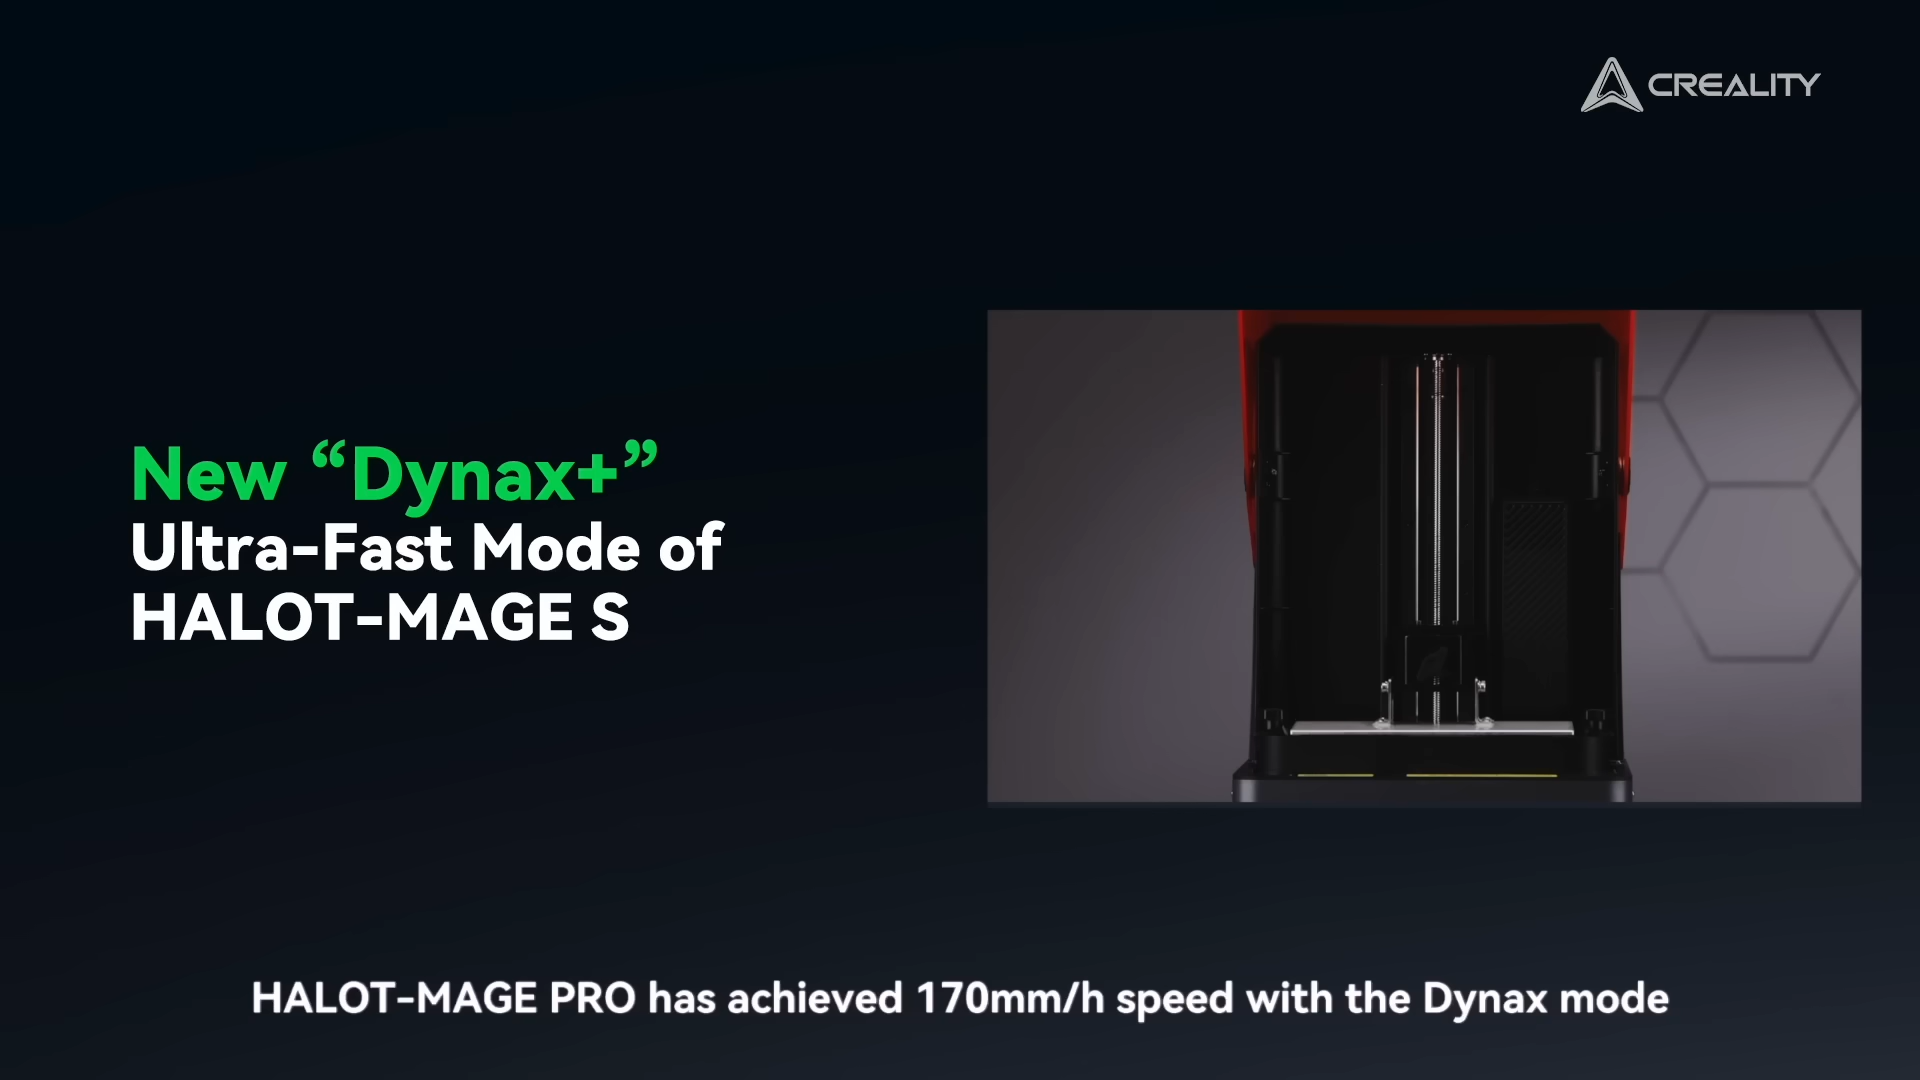 CREALITY
New “Dynax+”
Ultra-Fast Mode of
HALOT-MAGE S
HALOT-MAGE PRO has achieved 170mm/h speed with the Dynax mode